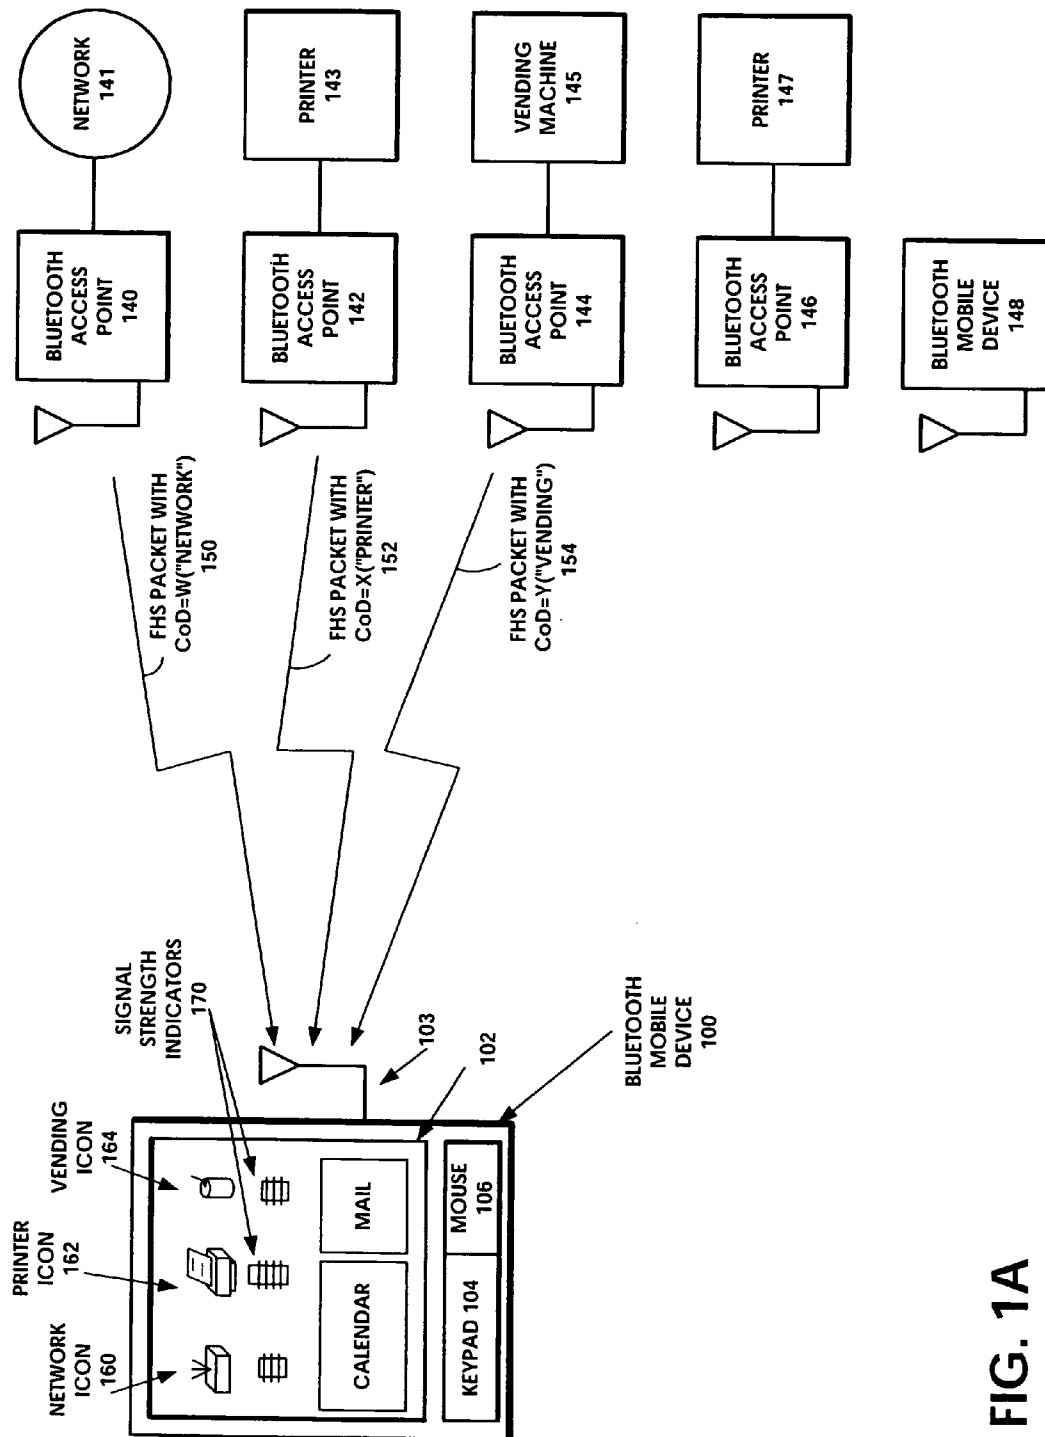 NETWORK
ICON
160
PRINTER
ICON
162
VENDING
ICON
164
SIGNAL
STRENGTH
INDICATORS
170
CALENDAR
MAIL
KEYPAD 104
MOUSE
106
103
102
BLUETOOTH
MOBILE
DEVICE
100
FHS PACKET WITH
CoD=W("NETWORK")
150
FHS PACKET WITH
CoD=X("PRINTER")
152
FHS PACKET WITH
CoD=Y("VENDING")
154
BLUETOOTH
ACCESS
POINT
140
NETWORK
141
BLUETOOTH
ACCESS
POINT
142
PRINTER
143
BLUETOOTH
ACCESS
POINT
144
VENDING
MACHINE
145
BLUETOOTH
ACCESS
POINT
146
PRINTER
147
BLUETOOTH
MOBILE
DEVICE
148
FIG. 1A